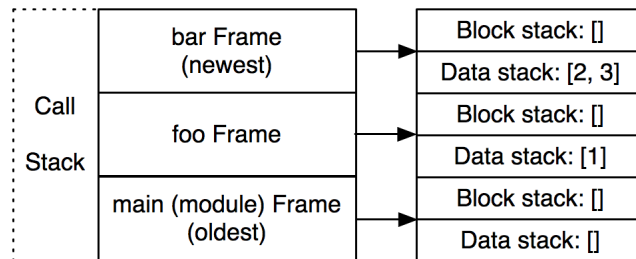 Call
Stack
bar Frame
(newest)
foo Frame
main (module) Frame
(oldest)
Block stack: []
Data stack: [2, 3]
Block stack: []
Data stack: [1]
Block stack: []
Data stack: []